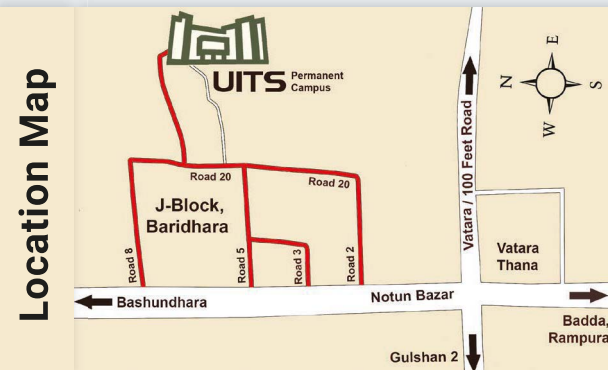 Location Map
UITS Permanent
Campus
E
N
S
W
Vatara / 100 Feet Road
Road 20
Road 20
J-Block,
Baridhara
Road 8
Road 5
Road 3
Road 2
Vatara
Thana
Bashundhara
Notun Bazar
Badda,
Rampura
Gulshan 2